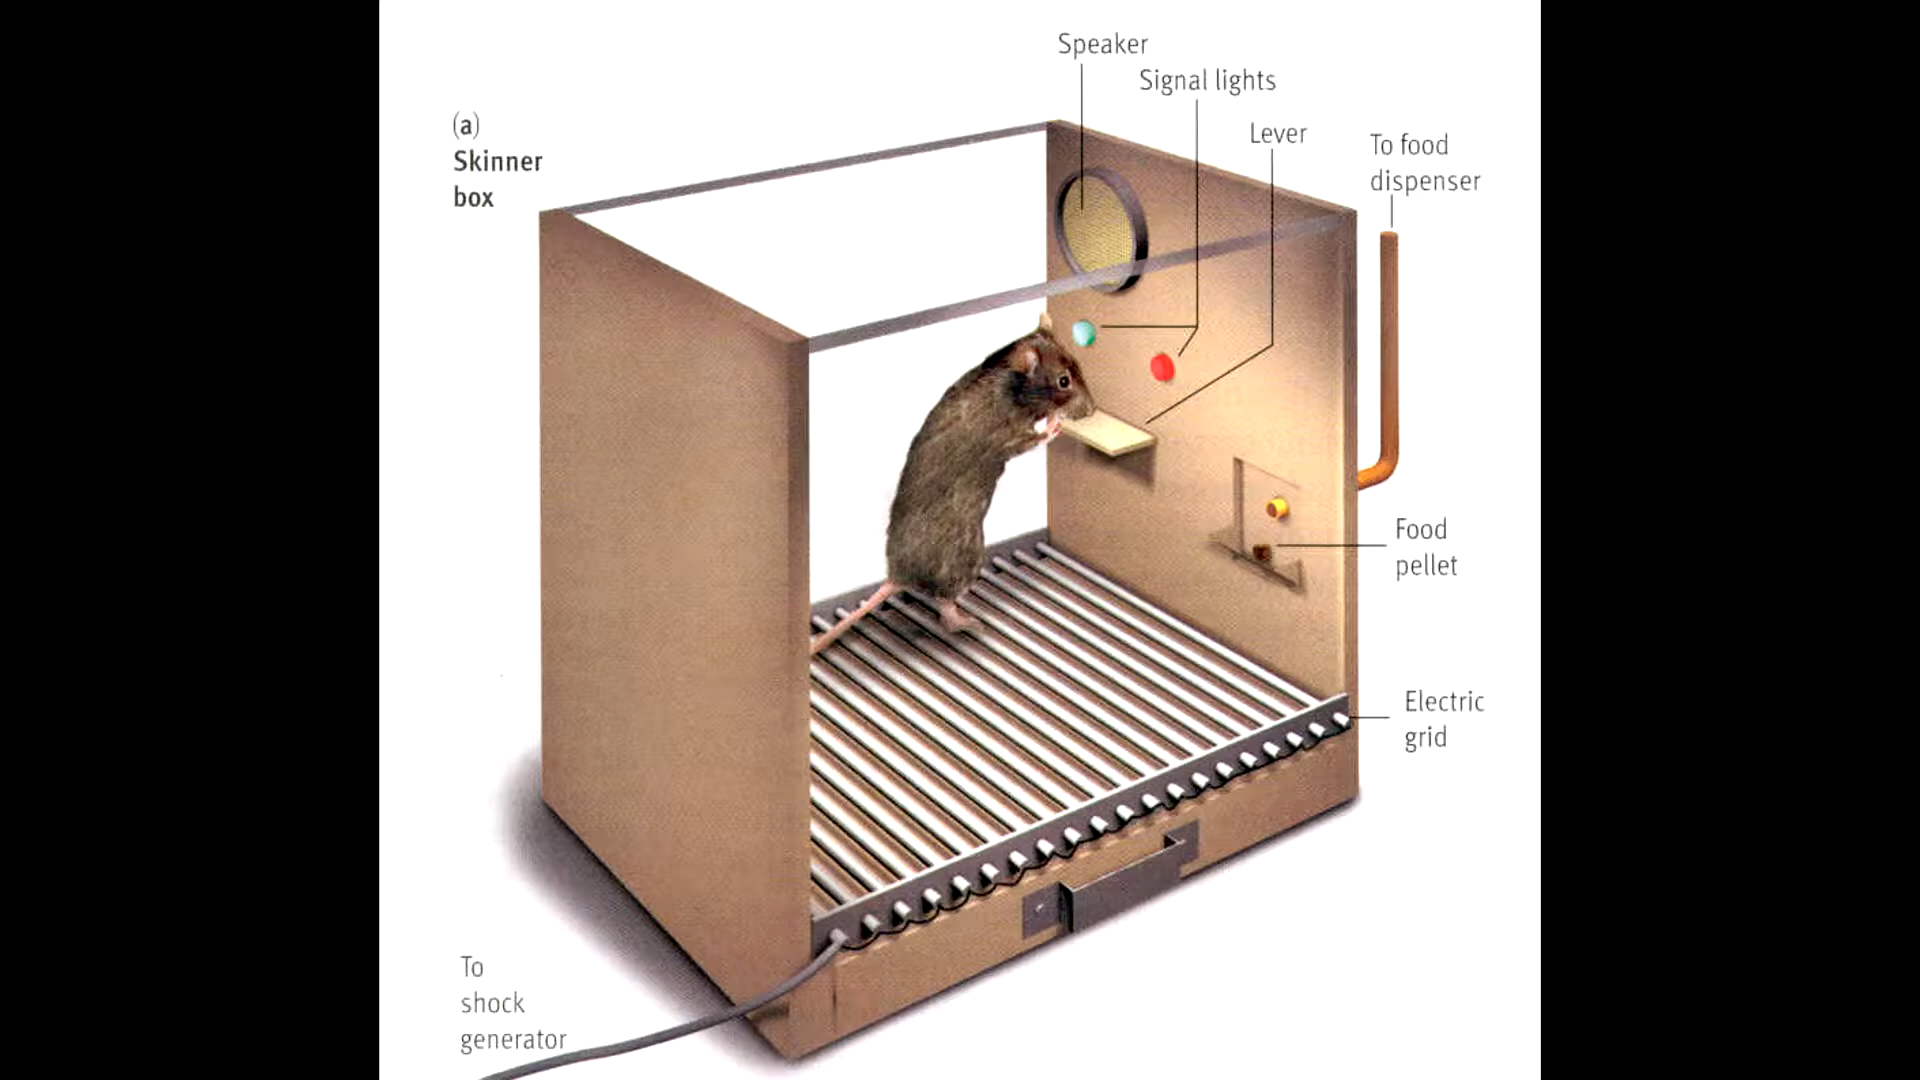 Speaker
Signal lights
Lever
(a)
Skinner
box
To food
dispenser
Food
pellet
Electric
grid
To
shock
generator